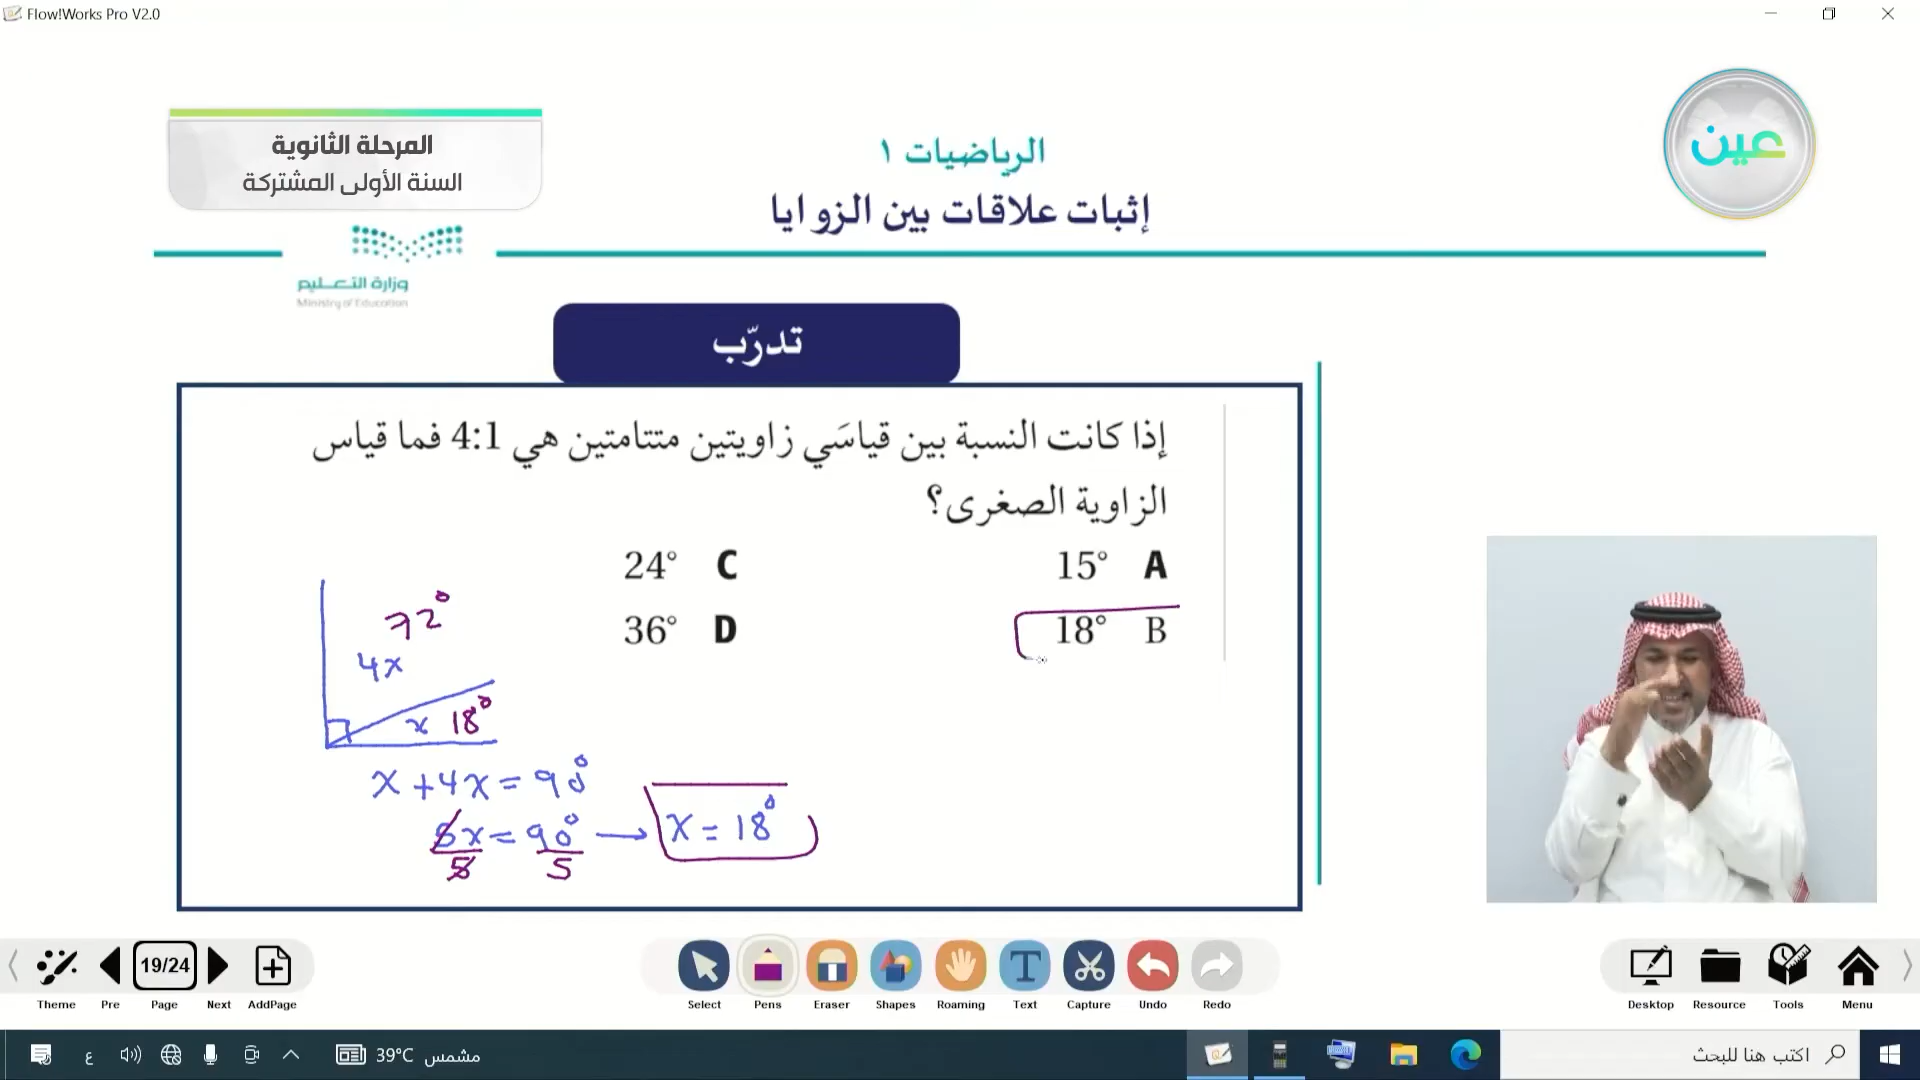 Flow!Works Pro V2.0
المرحلة الثانوية
السنة الأولى المشتركة
الرياضيات ١
إثبات علاقات بين الزوايا
عين
وزارة التعليم
Ministry of Education
تدرّب
إذا كانت النسبة بين قياسَي زاويتين متتامتين هي 4:1 فما قياس
الزاوية الصغرى؟
15° A
24° C
18° B
36° D
72°
4x
x 18°
x + 4x = 90°
5x = 90° → x = 18°
5 5
19/24
Theme Pre Page Next AddPage
Select Pens Eraser Shapes Roaming Text Capture Undo Redo
Desktop Resource Tools Menu
ع
39°C مشمس
اكتب هنا للبحث